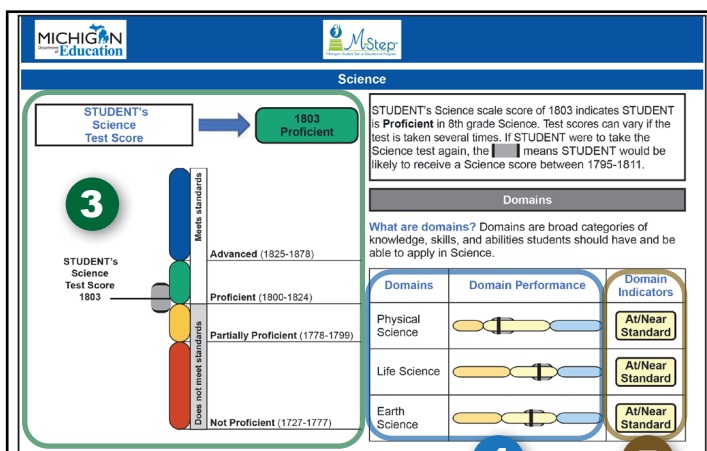 MICHIGAN
Department
of Education
M-Step
Michigan Student Test of Educational Progress
Science
STUDENT's
Science
Test Score
1803
Proficient
3
Meets standards
Does not meet standards
STUDENT's
Science
Test Score
1803
Advanced (1825-1878)
Proficient (1800-1824)
Partially Proficient (1778-1799)
Not Proficient (1727-1777)
STUDENT's Science scale score of 1803 indicates STUDENT
is Proficient in 8th grade Science. Test scores can vary if the
test is taken several times. If STUDENT were to take the
Science test again, the means STUDENT would be
likely to receive a Science score between 1795-1811.
Domains
What are domains? Domains are broad categories of
knowledge, skills, and abilities students should have and be
able to apply in Science.
Domains Domain Performance Domain
Indicators
Physical
Science
At/Near
Standard
Life Science
At/Near
Standard
Earth
Science
At/Near
Standard